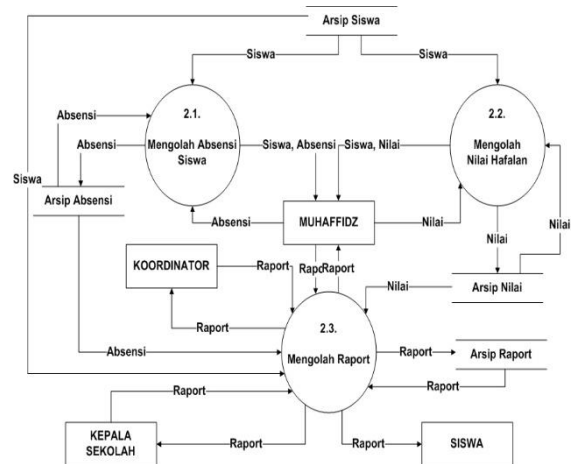 Arsip Siswa
Siswa
Siswa
2.1.
Mengolah Absensi
Siswa
2.2.
Mengolah
Nilai Hafalan
Absensi
Absensi
Siswa, Absensi
Siswa, Nilai
Siswa
Arsip Absensi
Absensi
MUHAFFIDZ
Nilai
Nilai
Nilai
KOORDINATOR
Raport
Raport
Nilai
Arsip Nilai
Raport
2.3.
Mengolah Raport
Absensi
Raport
Arsip Raport
Raport
Raport
KEPALA
SEKOLAH
Raport
Raport
SISWA